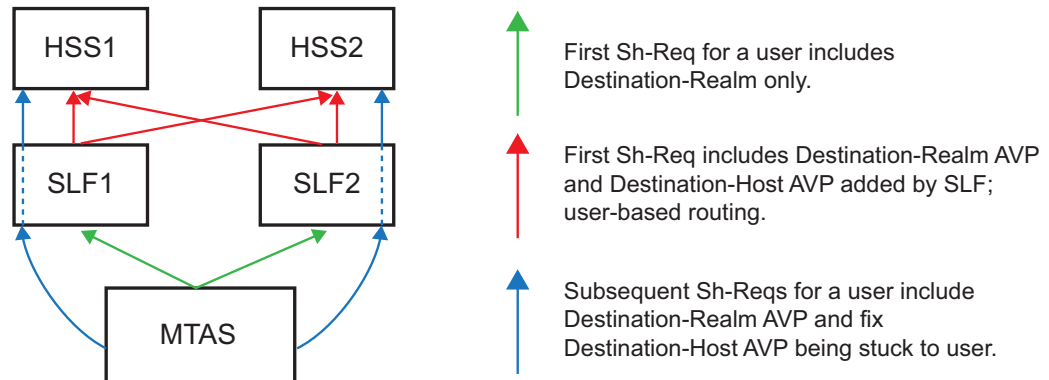 HSS1
HSS2
SLF1
SLF2
MTAS
First Sh-Req for a user includes
Destination-Realm only.
First Sh-Req includes Destination-Realm AVP
and Destination-Host AVP added by SLF;
user-based routing.
Subsequent Sh-Reqs for a user include
Destination-Realm AVP and fix
Destination-Host AVP being stuck to user.